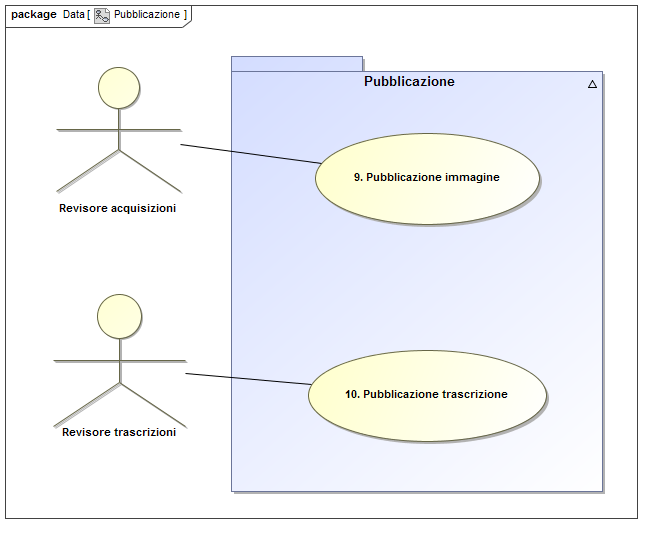 package Data [ Pubblicazione ]
Pubblicazione
9. Pubblicazione immagine
Revisore acquisizioni
10. Pubblicazione trascrizione
Revisore trascrizioni